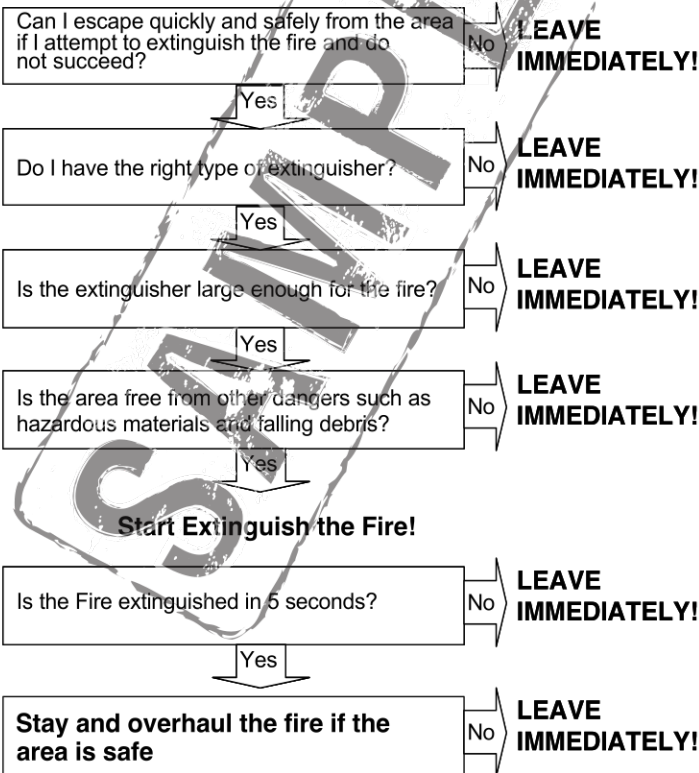 Can I escape quickly and safely from the area
if I attempt to extinguish the fire and do
not succeed?
No
LEAVE
IMMEDIATELY!
Yes
Do I have the right type of extinguisher?
No
LEAVE
IMMEDIATELY!
Yes
Is the extinguisher large enough for the fire?
No
LEAVE
IMMEDIATELY!
Yes
Is the area free from other dangers such as
hazardous materials and falling debris?
No
LEAVE
IMMEDIATELY!
Yes
Start Extinguish the Fire!
Is the Fire extinguished in 5 seconds?
No
LEAVE
IMMEDIATELY!
Yes
Stay and overhaul the fire if the
area is safe
No
LEAVE
IMMEDIATELY!
SAMPL